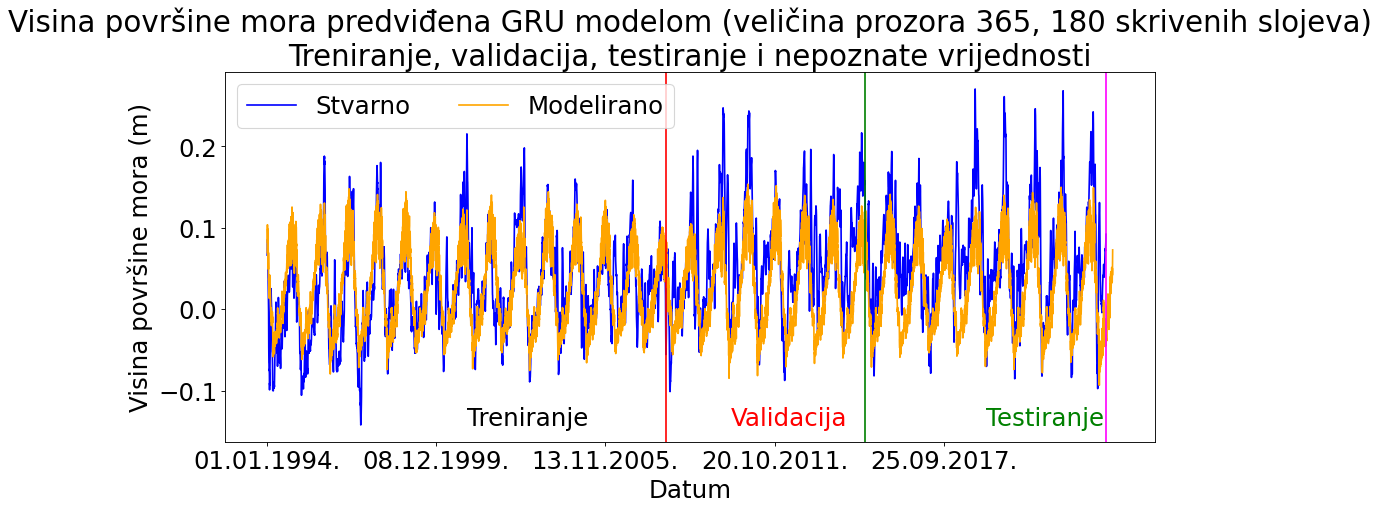 Visina površine mora predviđena GRU modelom (veličina prozora 365, 180 skrivenih slojeva)
Treniranje, validacija, testiranje i nepoznate vrijednosti
Stvarno
Modelirano
Visina površine mora (m)
0.2
0.1
0.0
−0.1
Treniranje
Validacija
Testiranje
01.01.1994.
08.12.1999.
13.11.2005.
20.10.2011.
25.09.2017.
Datum